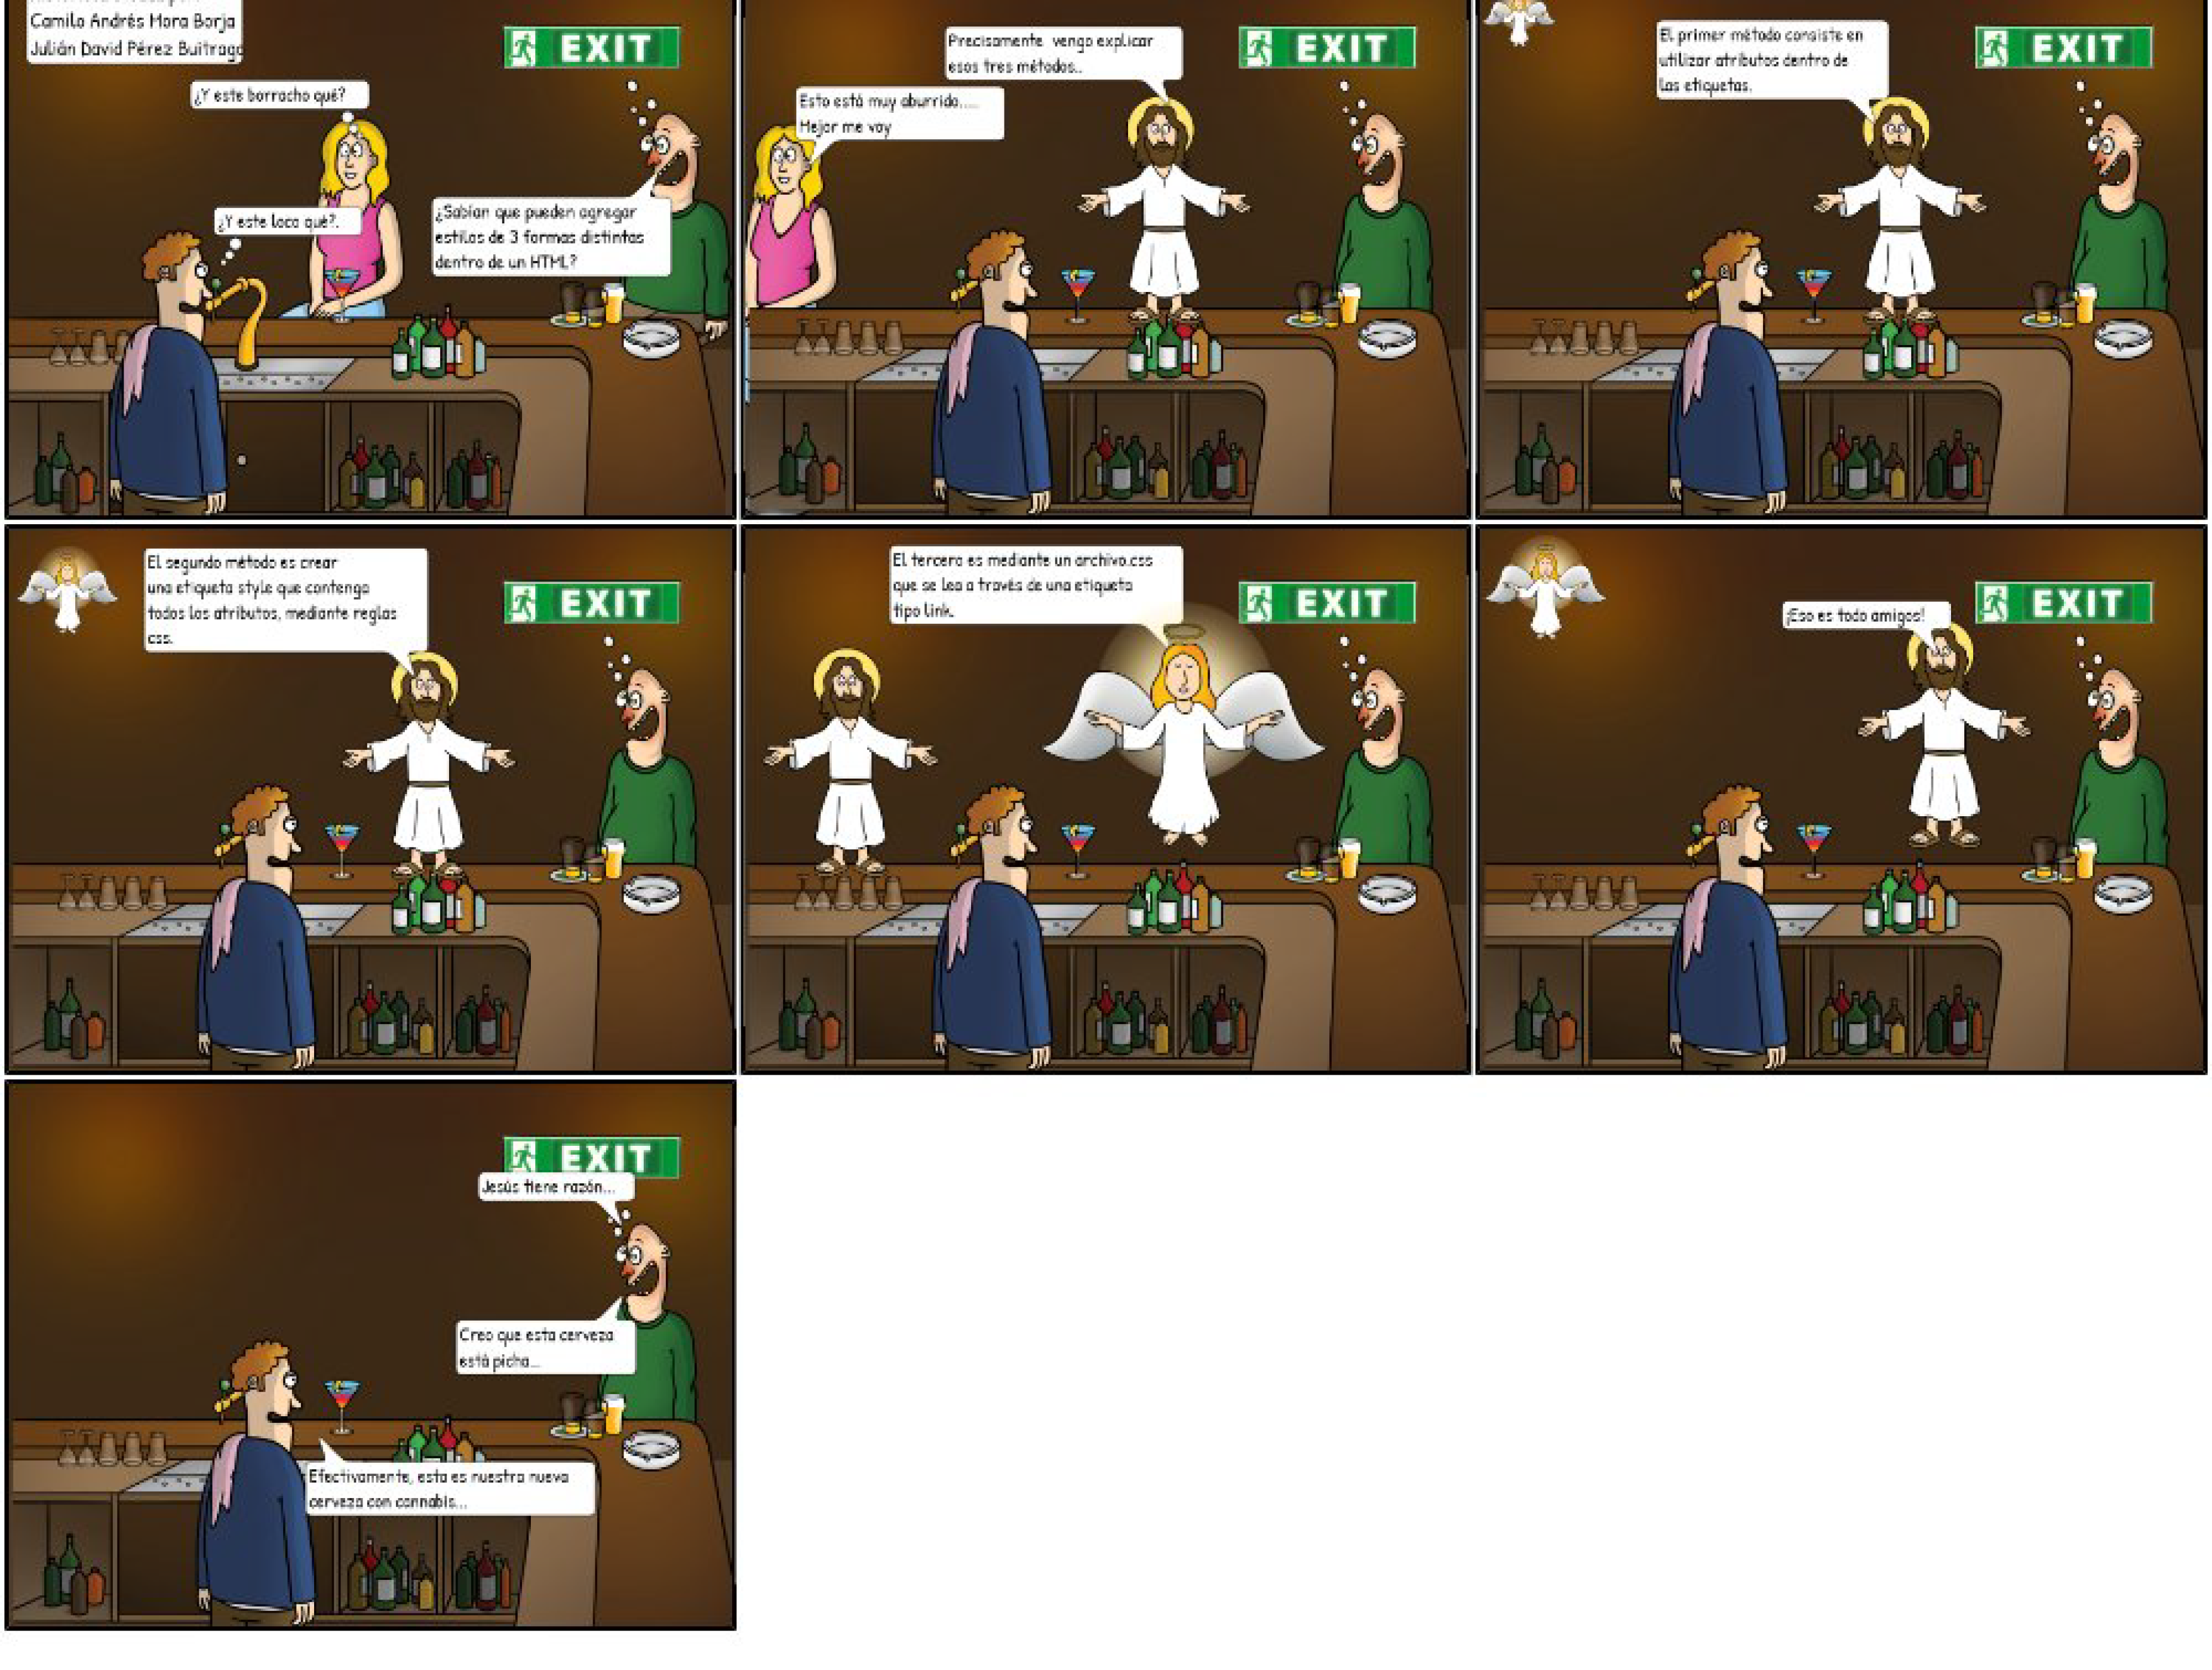 Camilo Andrés Mora Borja
Julián David Pérez Buitrago
EXIT
¿Y este borracho qué?
¿Y este loco qué?.
¿Sabían que pueden agregar
estilos de 3 formas distintas
dentro de un HTML?
Precisamente vengo explicar
esos tres métodos..
EXIT
Esto está muy aburrido.....
Mejor me voy
El primer método consiste en
utilizar atributos dentro de
las etiquetas.
EXIT
El segundo método es crear
una etiqueta style que contenga
todos los atributos, mediante reglas
css.
EXIT
El tercero es mediante un archivo.css
que se lea a través de una etiqueta
tipo link.
EXIT
¡Eso es todo amigos!
EXIT
EXIT
Jesús tiene razón...
Creo que esta cerveza
está picha...
Efectivamente, esta es nuestra nueva
cerveza con cannabis...